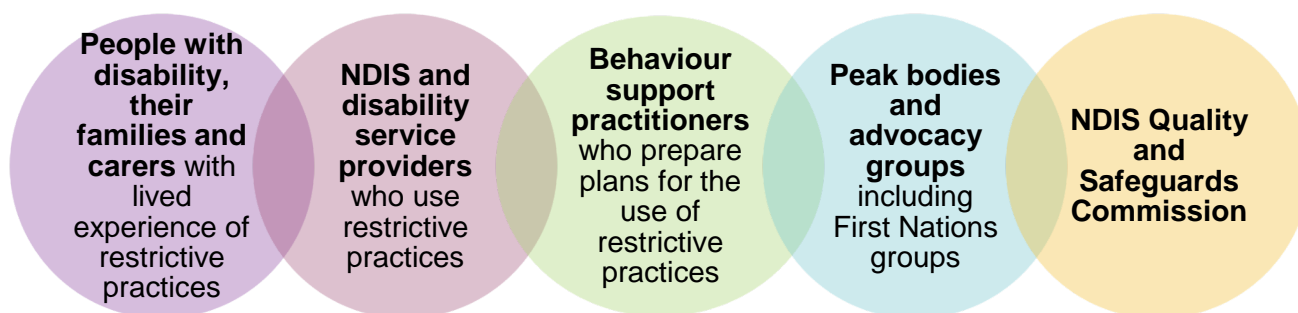 People with
disability,
their
families and
carers with
lived
experience of
restrictive
practices
NDIS and
disability
service
providers
who use
restrictive
practices
Behaviour
support
practitioners
who prepare
plans for the
use of
restrictive
practices
Peak bodies
and
advocacy
groups
including
First Nations
groups
NDIS Quality
and
Safeguards
Commission